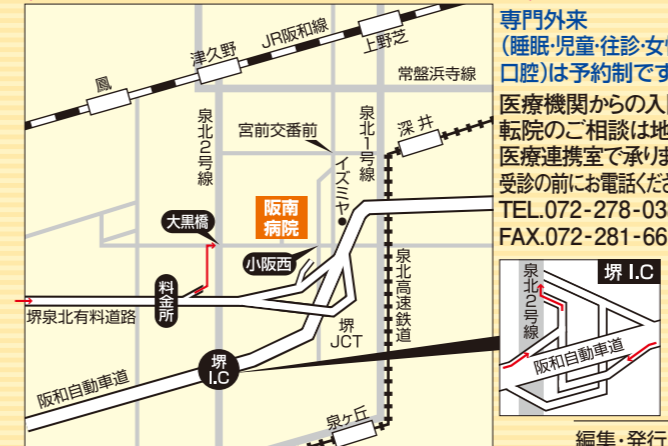 鳳
津久野
JR阪和線
上野芝
常盤浜寺線
泉北2号線
宮前交番前
泉北1号線
深井
イズミヤ
大黒橋
阪南
病院
小阪西
料金所
堺泉北有料道路
堺
JCT
泉北高速鉄道
堺
I.C
阪和自動車道
泉ヶ丘
専門外来
（睡眠・児童・往診・女
口腔）は予約制です
医療機関からの入
転院のご相談は地
医療連携室で承りま
受診の前にお電話くださ
TEL.072-278-03
FAX.072-281-66
堺 I.C
泉北2号線
阪和自動車道
編集・発行